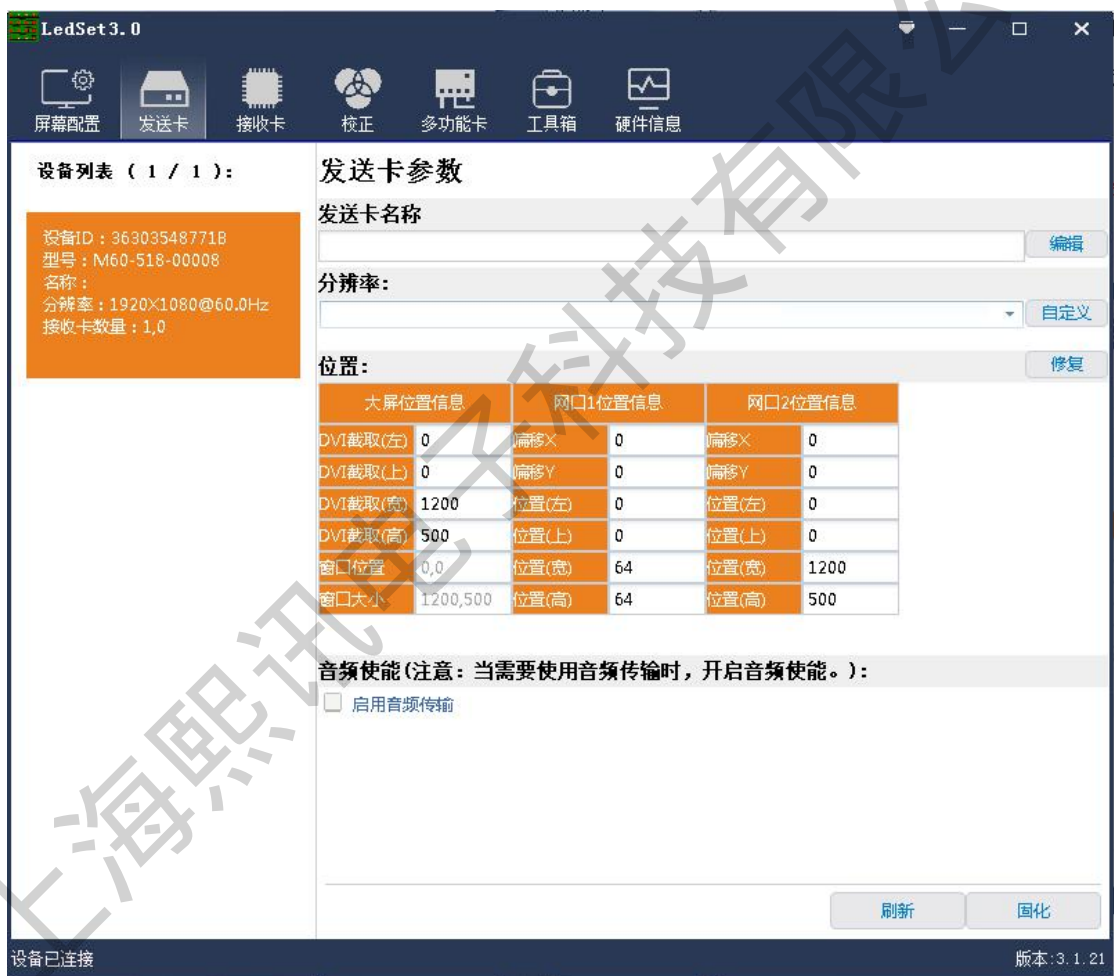 LedSet3.0
屏幕配置 发送卡 接收卡 校正 多功能卡 工具箱 硬件信息
设备列表 ( 1 / 1 ):
设备ID：36303548771B
型号：M60-518-00008
名称：
分辨率：1920X1080@60.0Hz
接收卡数量：1,0
发送卡参数
发送卡名称
编辑
分辨率:
自定义
位置:
修复
大屏位置信息 网口1位置信息 网口2位置信息
DVI截取(左) 0 偏移X 0 偏移X 0
DVI截取(上) 0 偏移Y 0 偏移Y 0
DVI截取(宽) 1200 位置(左) 0 位置(左) 0
DVI截取(高) 500 位置(上) 0 位置(上) 0
窗口位置 0,0 位置(宽) 64 位置(宽) 1200
窗口大小 1200,500 位置(高) 64 位置(高) 500
音频使能(注意: 当需要使用音频传输时, 开启音频使能。):
启用音频传输
刷新 固化
设备已连接
版本:3.1.21
上海熙讯电子科技有限公